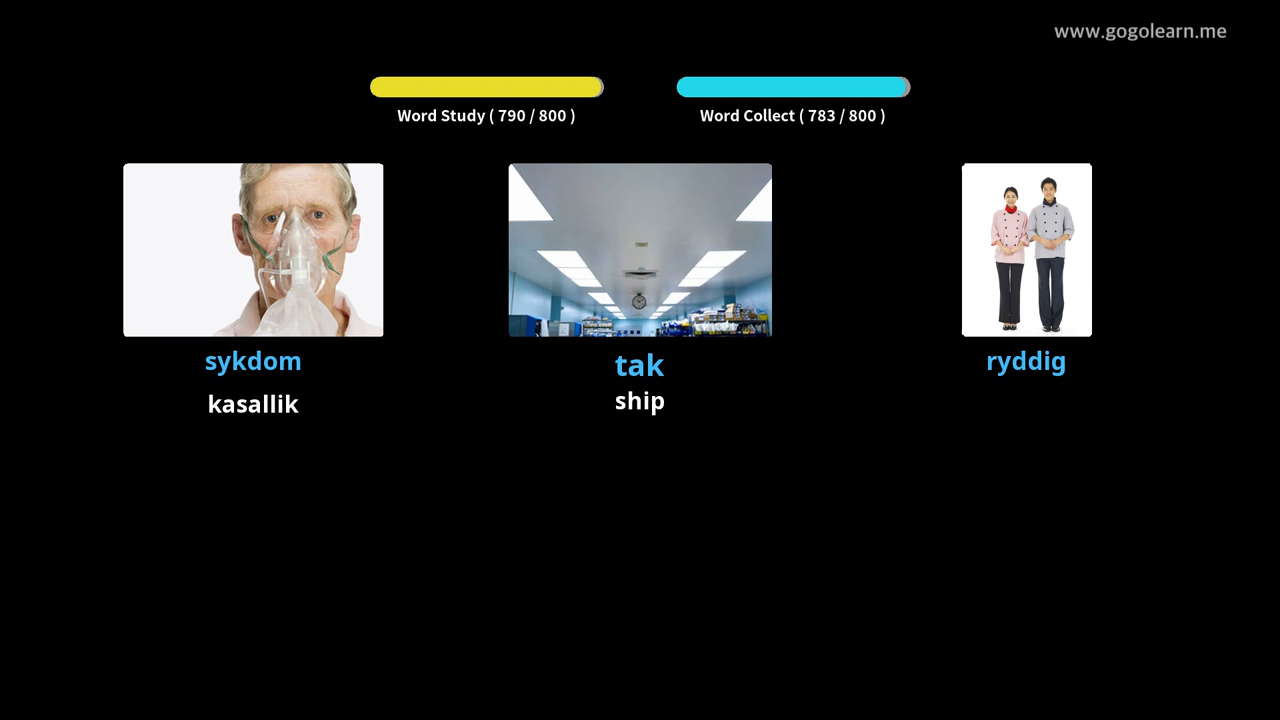 www.gogolearn.me
Word Study ( 790 / 800 )
Word Collect ( 783 / 800 )
sykdom
tak
ryddig
kasallik
ship